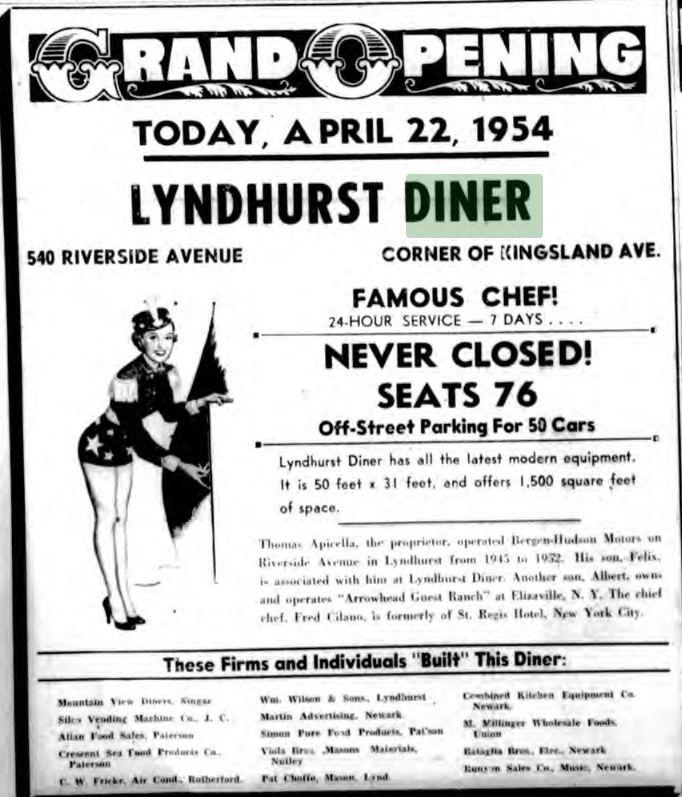 GRAND OPENING
TODAY, APRIL 22, 1954
LYNDHURST DINER
540 RIVERSIDE AVENUE
CORNER OF KINGSLAND AVE.
FAMOUS CHEF!
24-HOUR SERVICE — 7 DAYS ....
NEVER CLOSED!
SEATS 76
Off-Street Parking For 50 Cars
Lyndhurst Diner has all the latest modern equipment.
It is 50 feet x 31 feet, and offers 1,500 square feet
of space.
Thomas Apicella, the proprietor, operated Bergen-Hudson Motors on
Riverside Avenue in Lyndhurst from 1945 to 1952. His son, Felix,
is associated with him at Lyndhurst Diner. Another son, Albert, owns
and operates "Arrowhead Guest Ranch" at Elizaville, N. Y. The chief
chef, Fred Cilano, is formerly of St. Regis Hotel, New York City.
These Firms and Individuals "Built" This Diner:
Mountain View Diners, Singac
Silex Vending Machine Co., J. C.
Allan Food Sales, Paterson
Crescent Sea Food Products Co.,
Paterson
C. W. Fricke, Air Cond., Rutherford.
Wm. Wilson & Sons., Lyndhurst
Martin Advertising, Newark
Simon Pure Food Products, Pat'son
Viola Bros., Masons Materials,
Nutley
Pat Choffo, Mason, Lynd.
Combined Kitchen Equipment Co.
Newark.
M. Millinger Wholesale Foods,
Union
Bataglia Bros., Elec., Newark
Runyon Sales Co., Music, Newark.